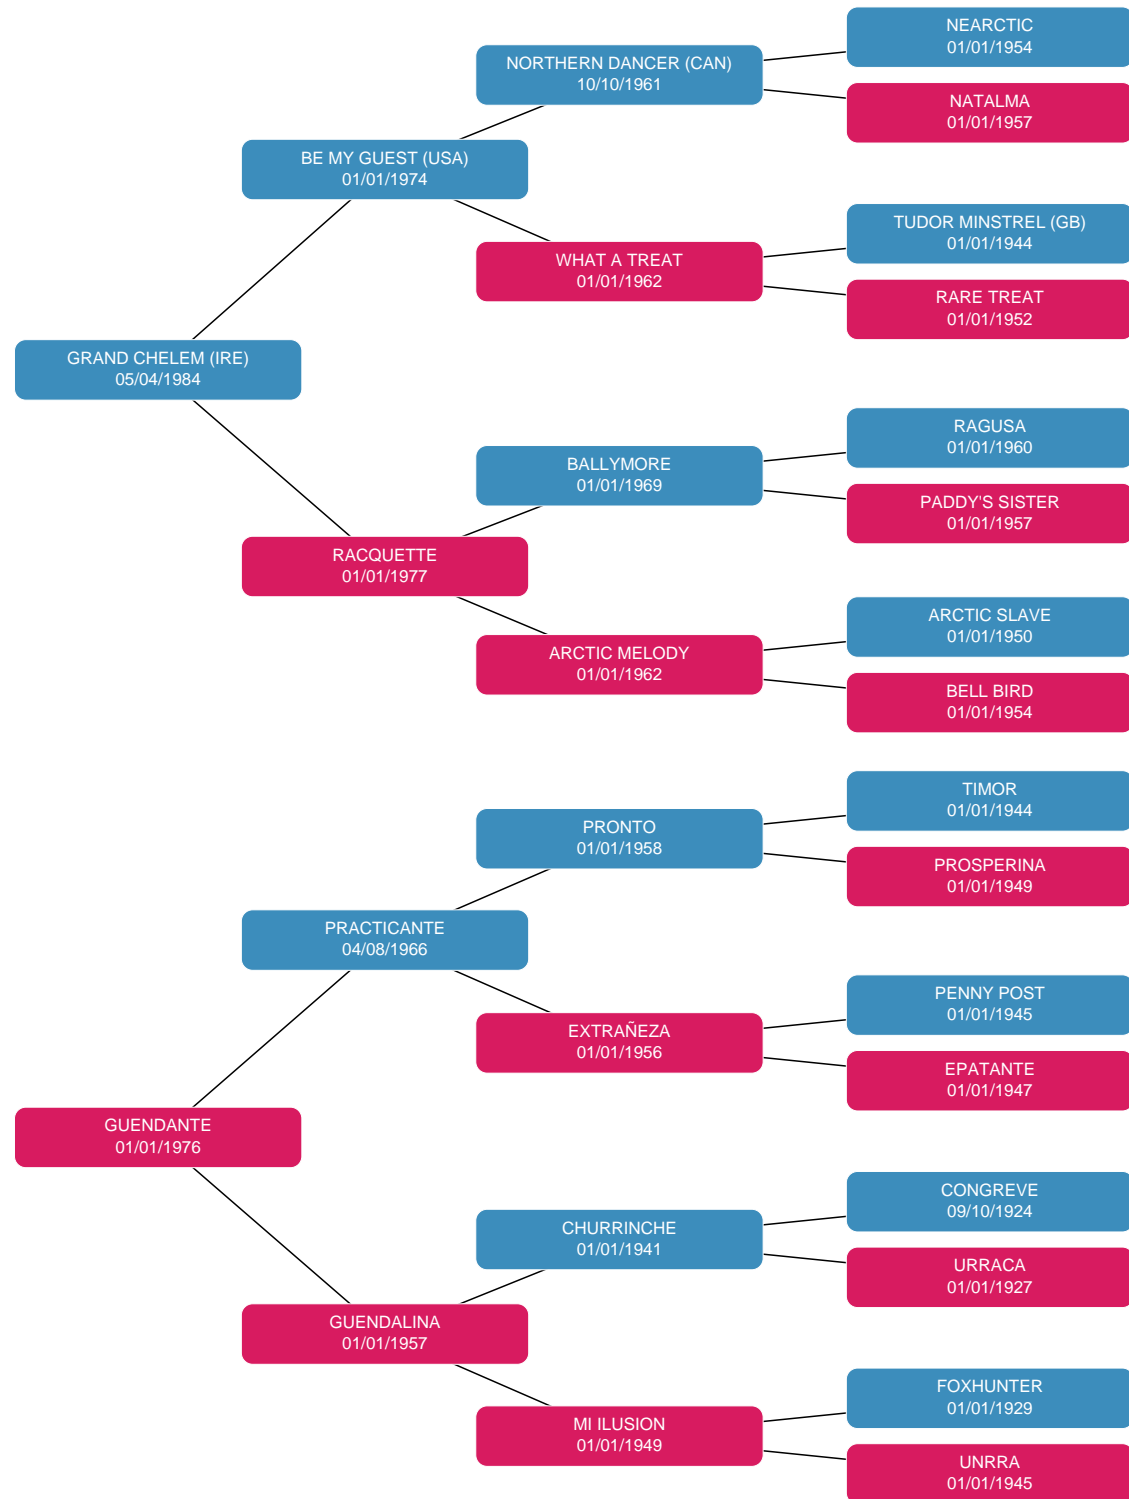 NEARCTIC
01/01/1954
NORTHERN DANCER (CAN)
10/10/1961
NATALMA
01/01/1957
BE MY GUEST (USA)
01/01/1974
TUDOR MINSTREL (GB)
01/01/1944
WHAT A TREAT
01/01/1962
RARE TREAT
01/01/1952
GRAND CHELEM (IRE)
05/04/1984
RAGUSA
01/01/1960
BALLYMORE
01/01/1969
PADDY'S SISTER
01/01/1957
RACQUETTE
01/01/1977
ARCTIC SLAVE
01/01/1950
ARCTIC MELODY
01/01/1962
BELL BIRD
01/01/1954
TIMOR
01/01/1944
PRONTO
01/01/1958
PROSPERINA
01/01/1949
PRACTICANTE
04/08/1966
PENNY POST
01/01/1945
EXTRAÑEZA
01/01/1956
EPATANTE
01/01/1947
GUENDANTE
01/01/1976
CONGREVE
09/10/1924
CHURRINCHE
01/01/1941
URRACA
01/01/1927
GUENDALINA
01/01/1957
FOXHUNTER
01/01/1929
MI ILUSION
01/01/1949
UNRRA
01/01/1945